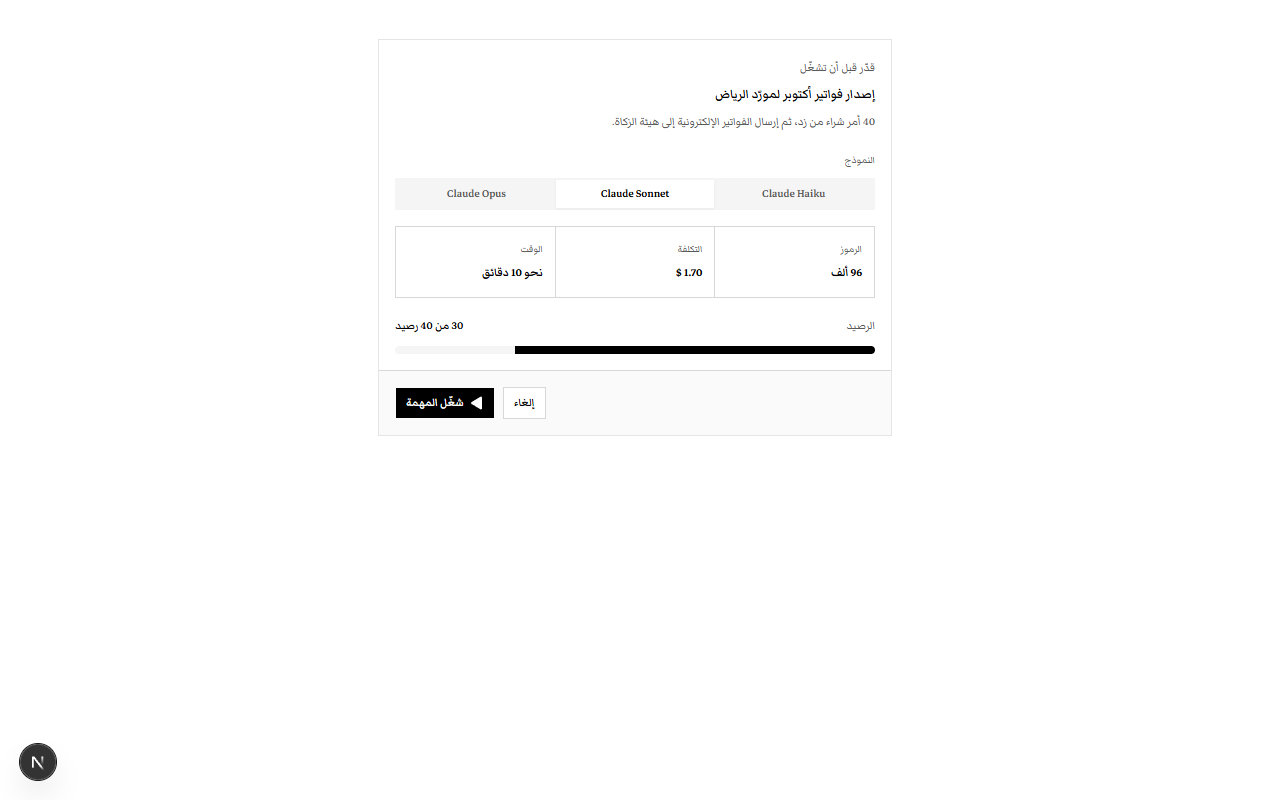 قدّر قبل أن تشغّل
إصدار فواتير أكتوبر لمورّد الرياض
40 أمر شراء من زد، ثم إرسال الفواتير الإلكترونية إلى هيئة الزكاة.
النموذج
Claude Haiku
Claude Sonnet
Claude Opus
الرموز
96 ألف
التكلفة
1.70 $
الوقت
نحو 10 دقائق
الرصيد
30 من 40 رصيد
إلغاء
شغّل المهمة
N